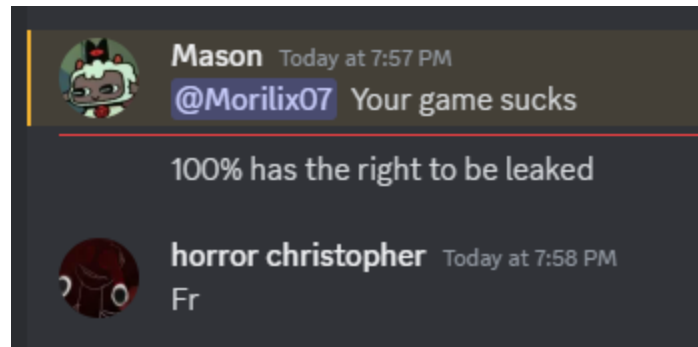 Mason Today at 7:57 PM
@Morilix07 Your game sucks
100% has the right to be leaked
horror christopher Today at 7:58 PM
Fr